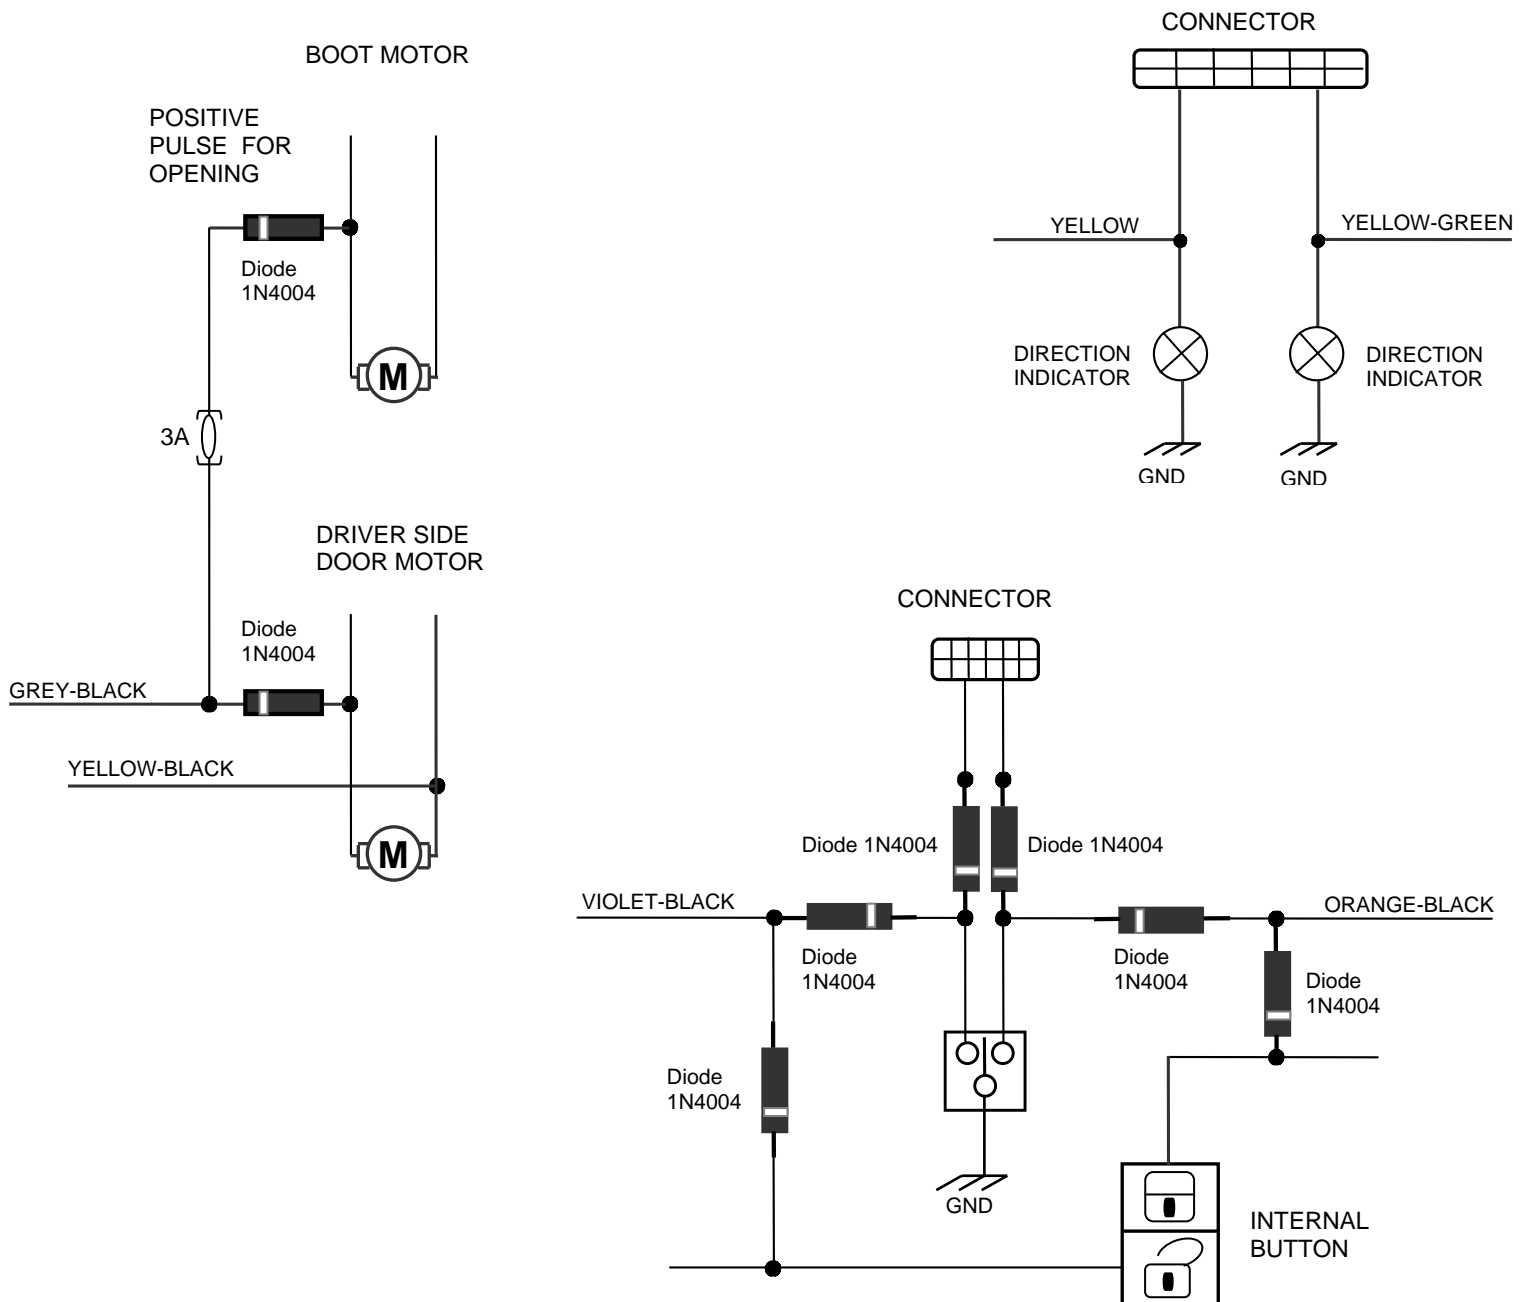 BOOT MOTOR
POSITIVE
PULSE FOR
OPENING
Diode
1N4004
M
3A
DRIVER SIDE
DOOR MOTOR
Diode
1N4004
GREY-BLACK
YELLOW-BLACK
M
CONNECTOR
YELLOW
YELLOW-GREEN
DIRECTION
INDICATOR
DIRECTION
INDICATOR
GND
GND
CONNECTOR
Diode 1N4004
Diode 1N4004
VIOLET-BLACK
ORANGE-BLACK
Diode
1N4004
Diode
1N4004
Diode
1N4004
Diode
1N4004
GND
INTERNAL
BUTTON